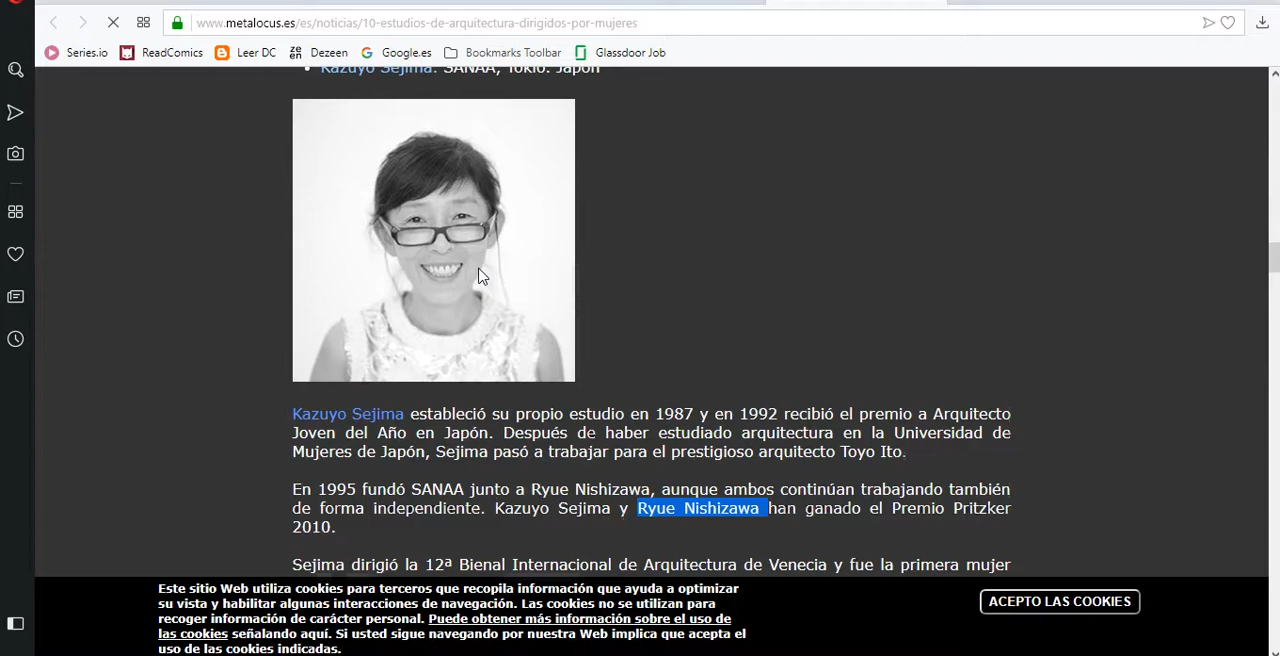 www.metalocus.es/es/noticias/10-estudios-de-arquitectura-dirigidos-por-mujeres
Series.io ReadComics Leer DC Dezeen Google.es Bookmarks Toolbar Glassdoor Job
Kazuyo Sejima. SANAA, Tokio. Japón
Kazuyo Sejima estableció su propio estudio en 1987 y en 1992 recibió el premio a Arquitecto
Joven del Año en Japón. Después de haber estudiado arquitectura en la Universidad de
Mujeres de Japón, Sejima pasó a trabajar para el prestigioso arquitecto Toyo Ito.
En 1995 fundó SANAA junto a Ryue Nishizawa, aunque ambos continúan trabajando también
de forma independiente. Kazuyo Sejima y Ryue Nishizawa han ganado el Premio Pritzker
2010.
Sejima dirigió la 12ª Bienal Internacional de Arquitectura de Venecia y fue la primera mujer
Este sitio Web utiliza cookies para terceros que recopila información que ayuda a optimizar
su vista y habilitar algunas interacciones de navegación. Las cookies no se utilizan para
recoger información de carácter personal. Puede obtener más información sobre el uso de
las cookies señalando aquí. Si usted sigue navegando por nuestra Web implica que acepta el
uso de las cookies indicadas.
ACEPTO LAS COOKIES